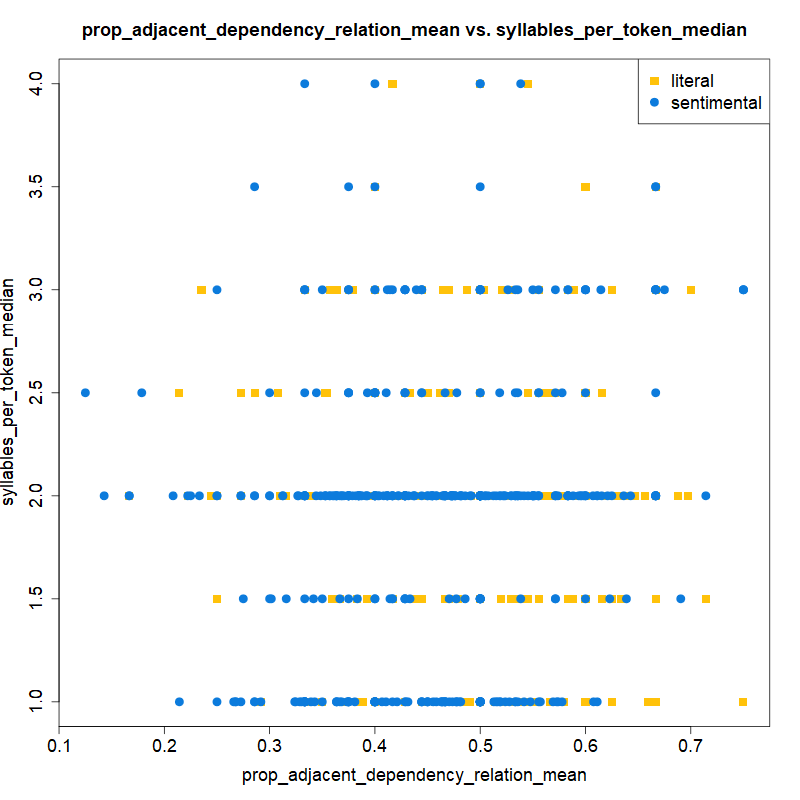 prop_adjacent_dependency_relation_mean vs. syllables_per_token_median
literal
sentimental
syllables_per_token_median
4.0
3.5
3.0
2.5
2.0
1.5
1.0
0.1 0.2 0.3 0.4 0.5 0.6 0.7
prop_adjacent_dependency_relation_mean